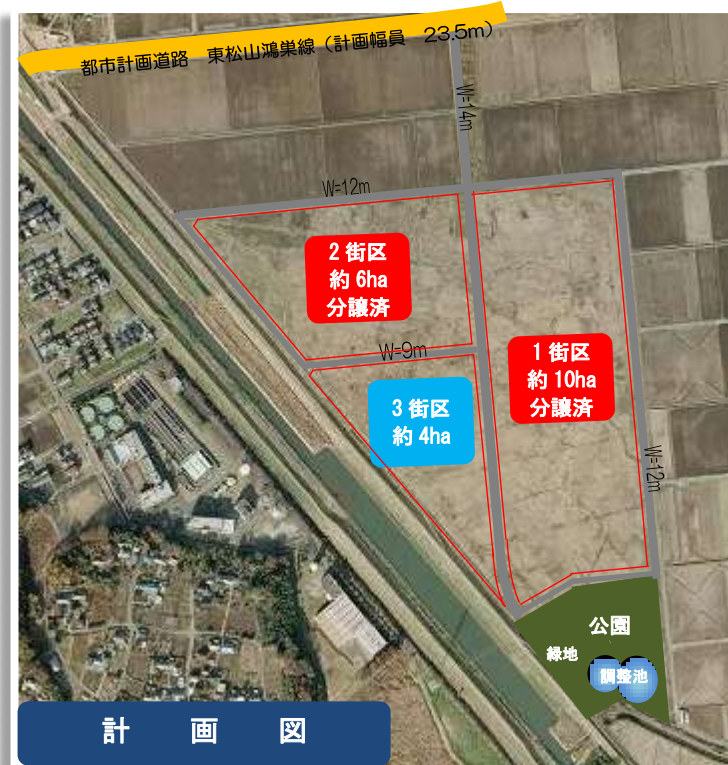 都市計画道路　東松山鴻巣線（計画幅員　23.5m）
W=14m
W=12m
2 街区
約 6ha
分譲済
W=9m
1 街区
約 10ha
分譲済
3 街区
約 4ha
W=12m
公園
緑地
調整池
計　画　図